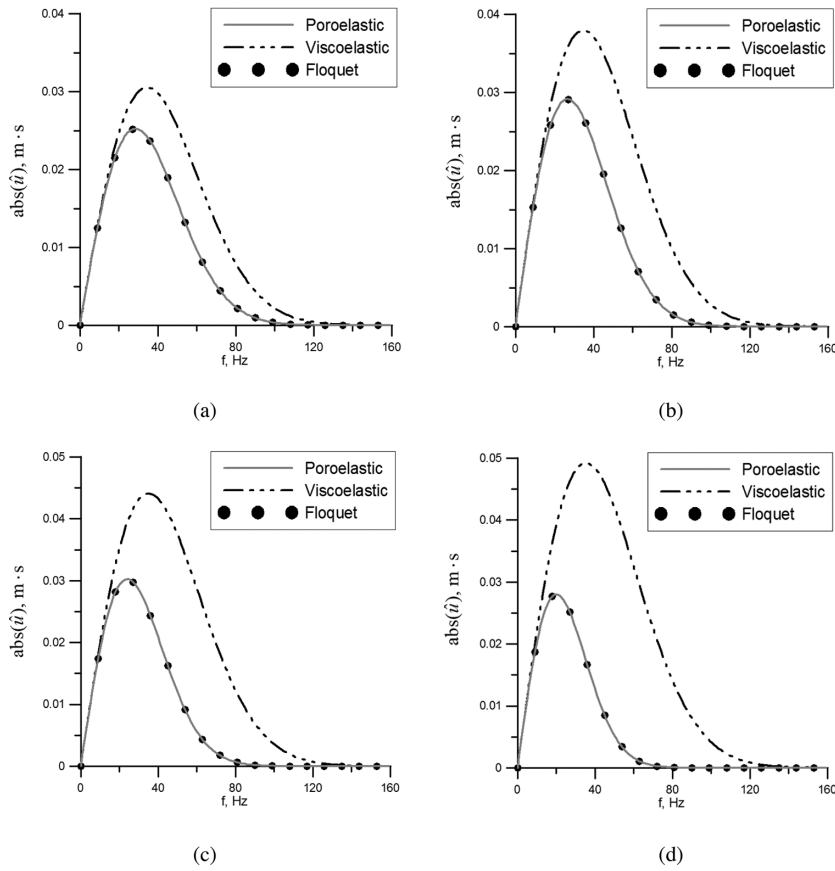 0.04
0.03
0.02
0.01
0
abs(û), m · s
0 40 80 120 160
f, Hz
Poroelastic
Viscoelastic
Floquet
(a)
0.04
0.03
0.02
0.01
0
abs(û), m · s
0 40 80 120 160
f, Hz
Poroelastic
Viscoelastic
Floquet
(b)
0.05
0.04
0.03
0.02
0.01
0
abs(û), m · s
0 40 80 120 160
f, Hz
Poroelastic
Viscoelastic
Floquet
(c)
0.05
0.04
0.03
0.02
0.01
0
abs(û), m · s
0 40 80 120 160
f, Hz
Poroelastic
Viscoelastic
Floquet
(d)